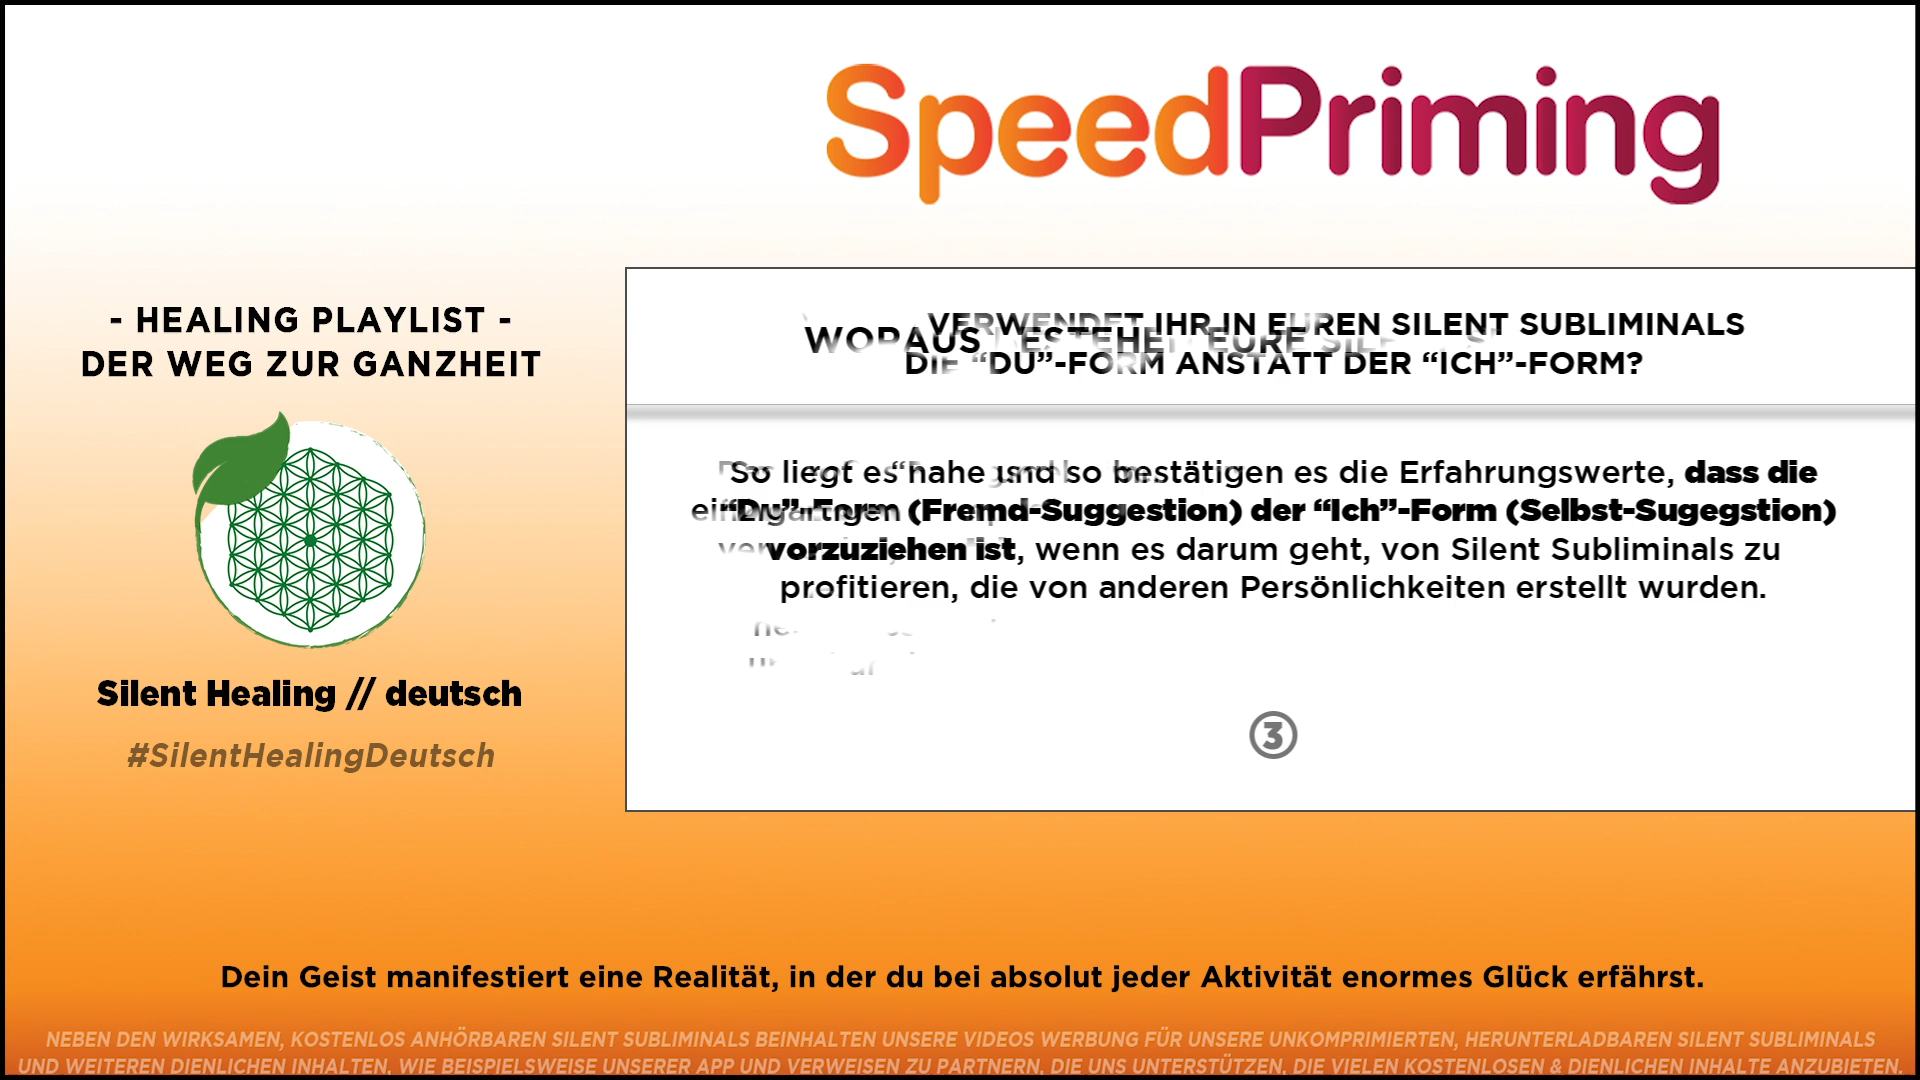 SpeedPriming
- HEALING PLAYLIST -
DER WEG ZUR GANZHEIT
Silent Healing // deutsch
#SilentHealingDeutsch
VERWENDET IHR IN EUREN SILENT SUBLIMINALS
DIE “DU”-FORM ANSTATT DER “ICH”-FORM?
WORAUS BESTEHEN EURE
So liegt es nahe und so bestätigen es die Erfahrungswerte, dass die
“Du”-Form (Fremd-Suggestion) der “Ich”-Form (Selbst-Sugegstion)
vorzuziehen ist, wenn es darum geht, von Silent Subliminals zu
profitieren, die von anderen Persönlichkeiten erstellt wurden.
3
Dein Geist manifestiert eine Realität, in der du bei absolut jeder Aktivität enormes Glück erfährst.
NEBEN DEN WIRKSAMEN, KOSTENLOS ANHÖRBAREN SILENT SUBLIMINALS BEINHALTEN UNSERE VIDEOS WERBUNG FÜR UNSERE UNKOMPRIMIERTEN, HERUNTERLADBAREN SILENT SUBLIMINALS
UND WEITEREN DIENLICHEN INHALTEN, WIE BEISPIELSWEISE UNSERER APP UND VERWEISEN ZU PARTNERN, DIE UNS UNTERSTÜTZEN, DIE VIELEN KOSTENLOSEN & DIENLICHEN INHALTE ANZUBIETEN.